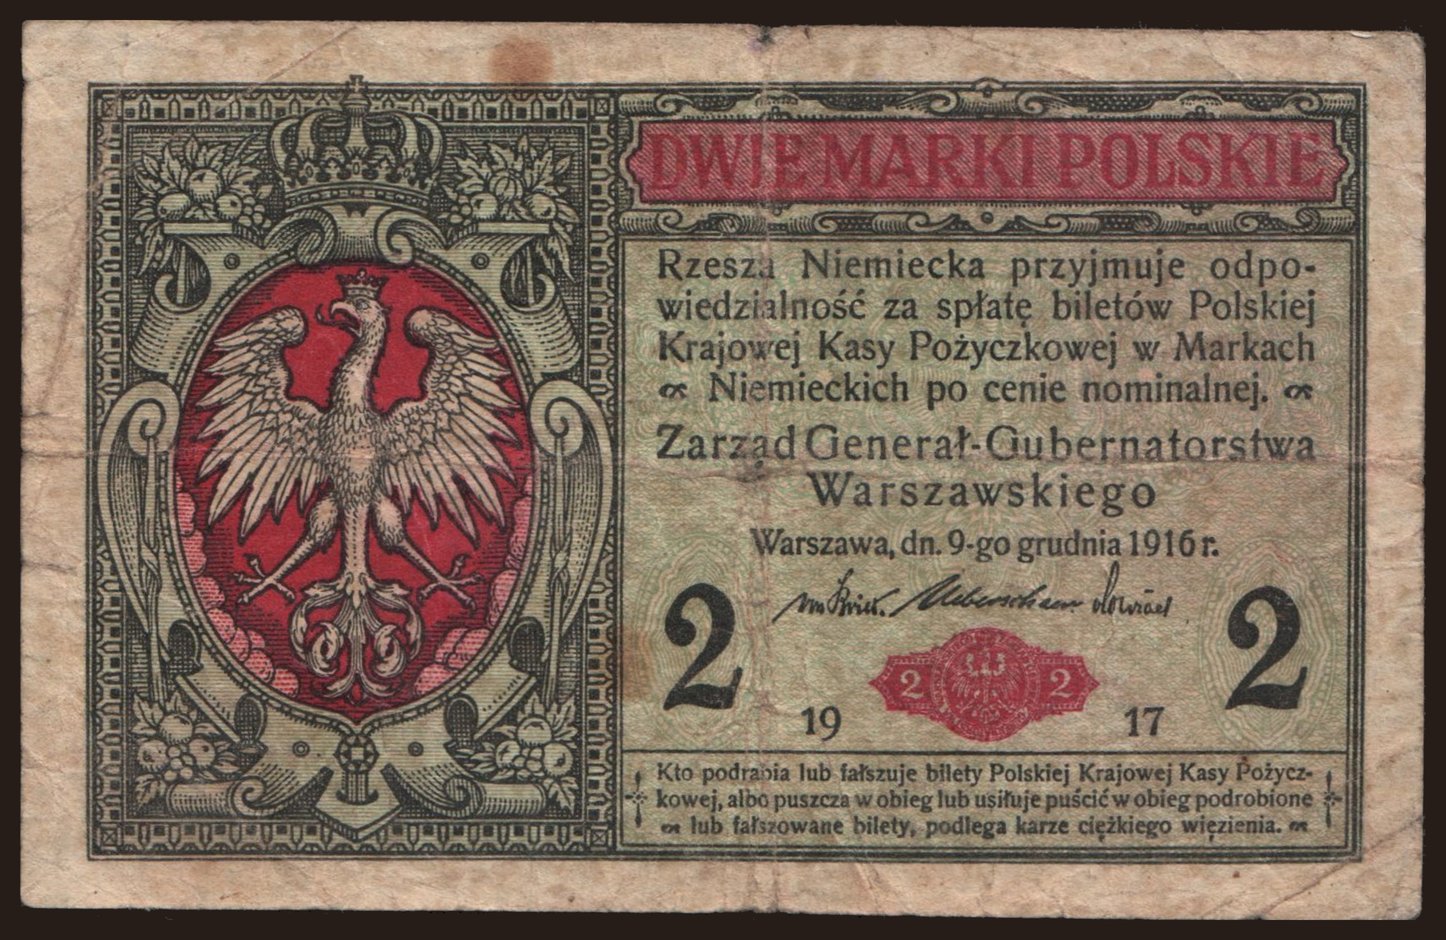 DWIE MARKI POLSKIE
Rzesza Niemiecka przyjmuje odpo-
wiedzialność za spłatę biletów Polskiej
Krajowej Kasy Pożyczkowej w Markach
Niemieckich po cenie nominalnej.
Zarząd Generał-Gubernatorstwa
Warszawskiego
Warszawa, dn. 9-go grudnia 1916 r.
2 2
2 2
19 17
Kto podrabia lub fałszuje bilety Polskiej Krajowej Kasy Pożycz-
kowej, albo puszcza w obieg lub usiłuje puścić w obieg podrobione
lub fałszowane bilety, podlega karze ciężkiego więzienia.